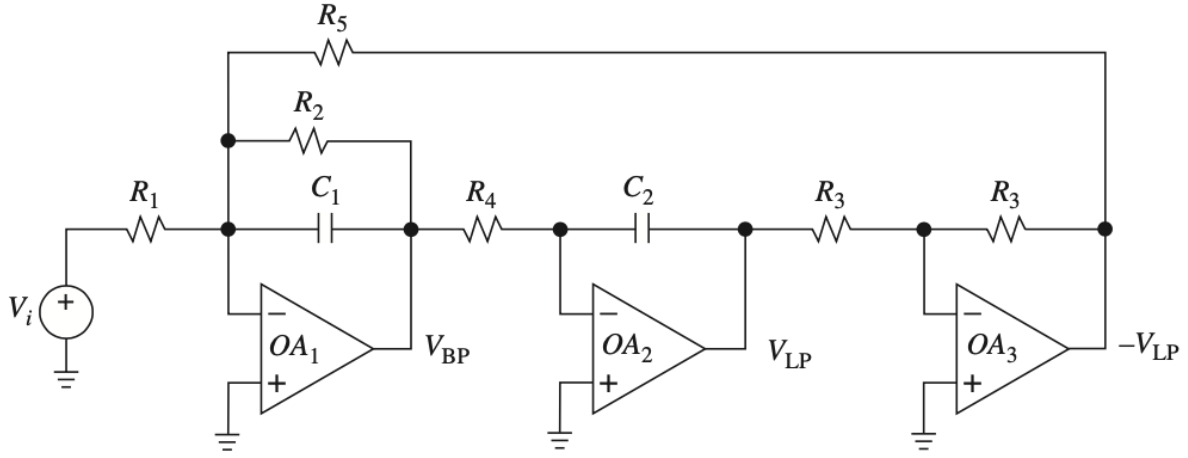 R5
R2
R1
C1
R4
C2
R3
R3
Vi
+
−
OA1
+
VBP
−
OA2
+
VLP
−
OA3
+
−VLP